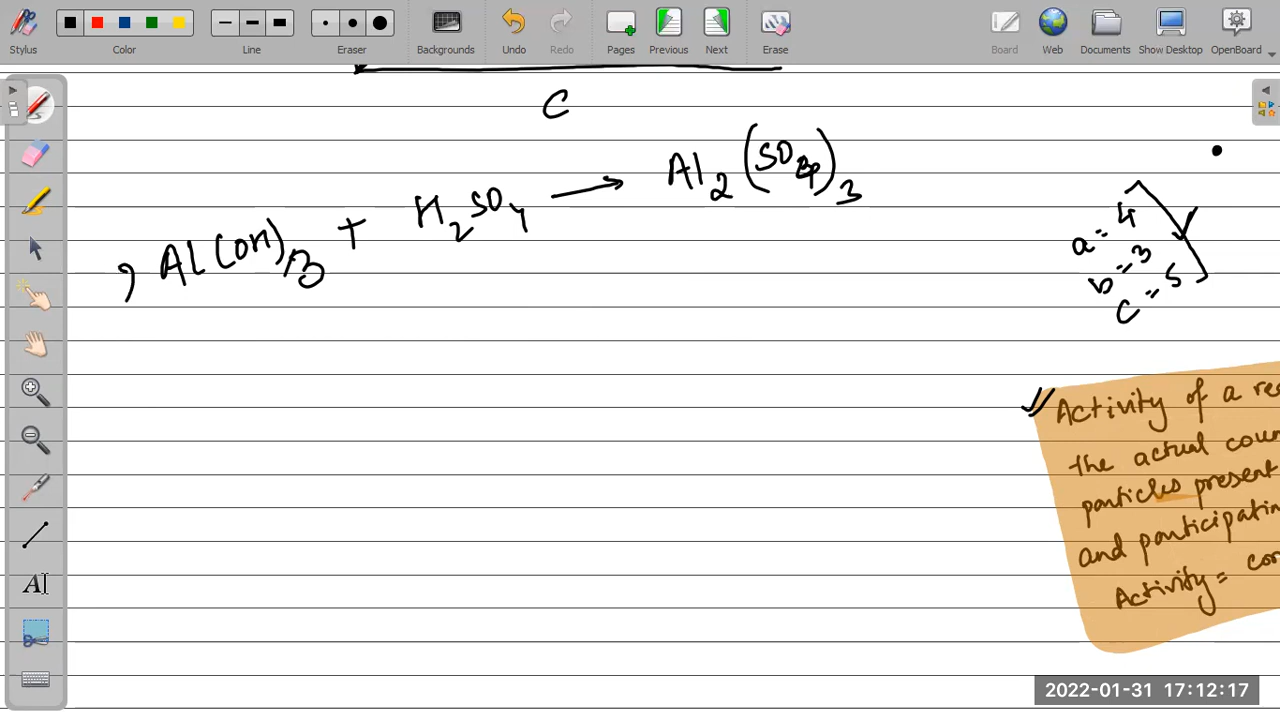 Stylus
Color
Line
Eraser
Backgrounds
Undo
Redo
Pages
Previous
Next
Erase
Board
Web
Documents
Show Desktop
OpenBoard
C
, Al(OH)3 + H2SO4 → Al2(SO4)3
a = 4
b = 3
c = 5
Activity of a re
the actual coun
particles present
and participatin
Activity = con
A
2022-01-31 17:12:17